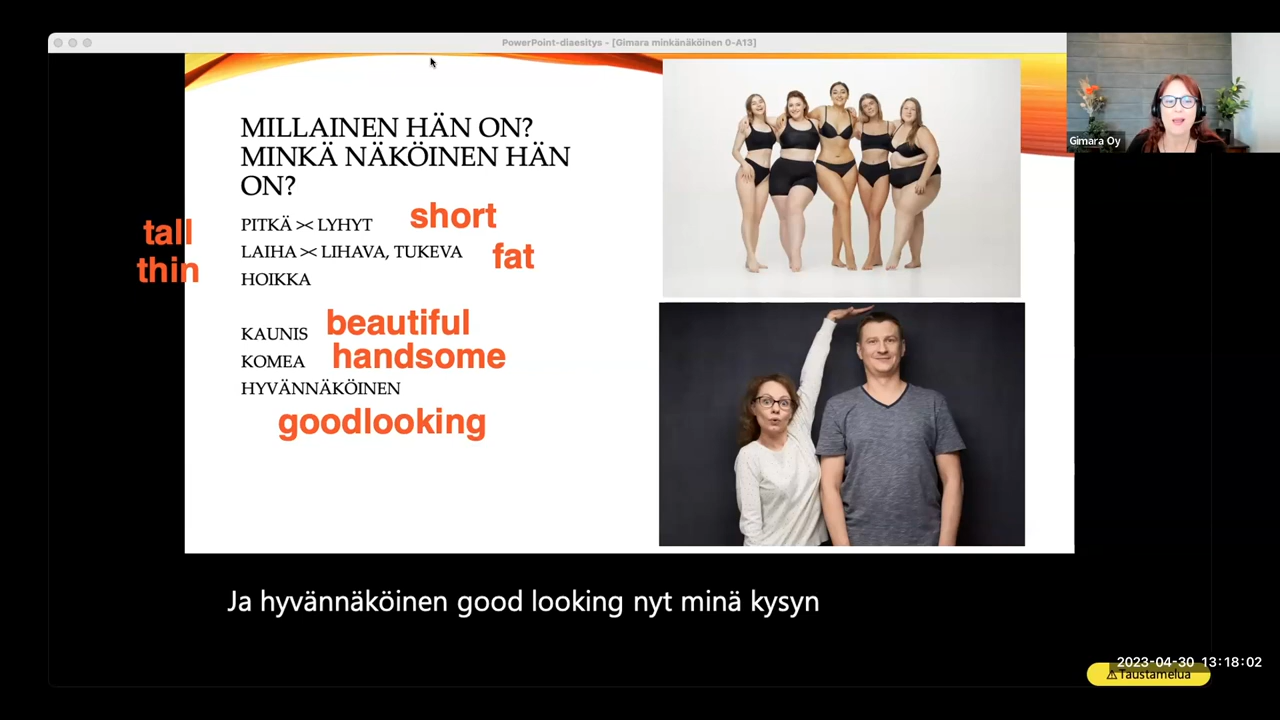 PowerPoint-diaesitys - [Gimara minkänäköinen 0-A13]
Gimara Oy
MILLAINEN HÄN ON?
MINKÄ NÄKÖINEN HÄN
ON?
tall
PITKÄ >< LYHYT
short
thin
LAIHA >< LIHAVA, TUKEVA
fat
HOIKKA
KAUNIS
beautiful
KOMEA
handsome
HYVÄNNÄKÖINEN
goodlooking
Ja hyvännäköinen good looking nyt minä kysyn
2023-04-30 13:18:02
⚠Taustamelua